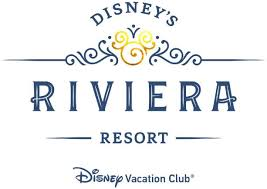 DISNEY'S
RIVIERA
RESORT
Disney Vacation Club®